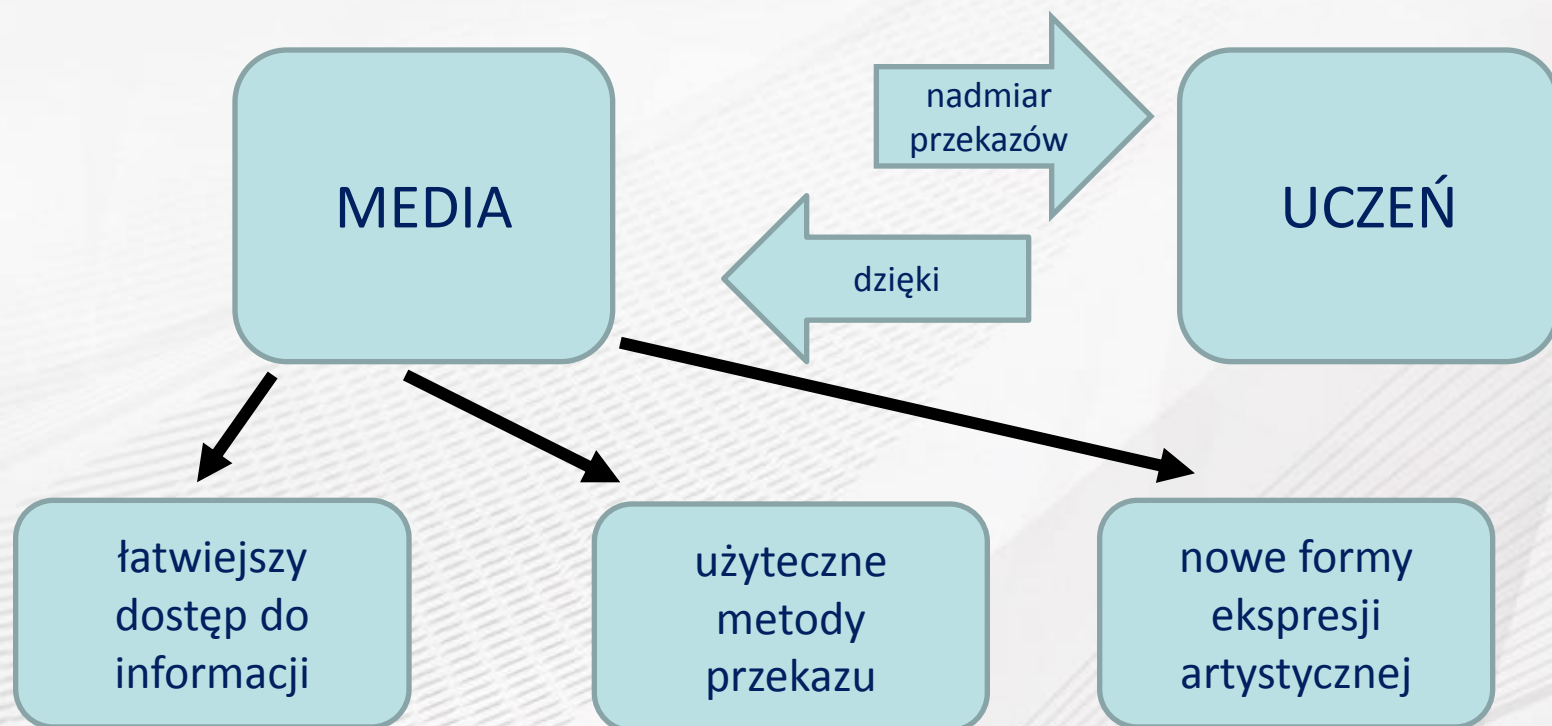 MEDIA
nadmiar
przekazów
dzięki
UCZEŃ
łatwiejszy
dostęp do
informacji
użyteczne
metody
przekazu
nowe formy
ekspresji
artystycznej